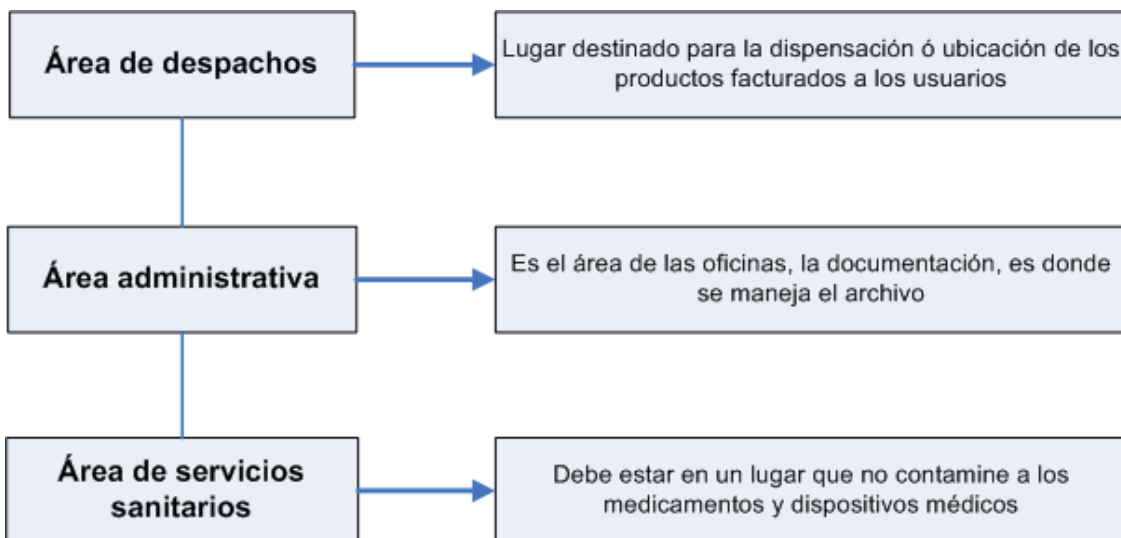 Área de despachos
Lugar destinado para la dispensación ó ubicación de los
productos facturados a los usuarios
Área administrativa
Es el área de las oficinas, la documentación, es donde
se maneja el archivo
Área de servicios
sanitarios
Debe estar en un lugar que no contamine a los
medicamentos y dispositivos médicos